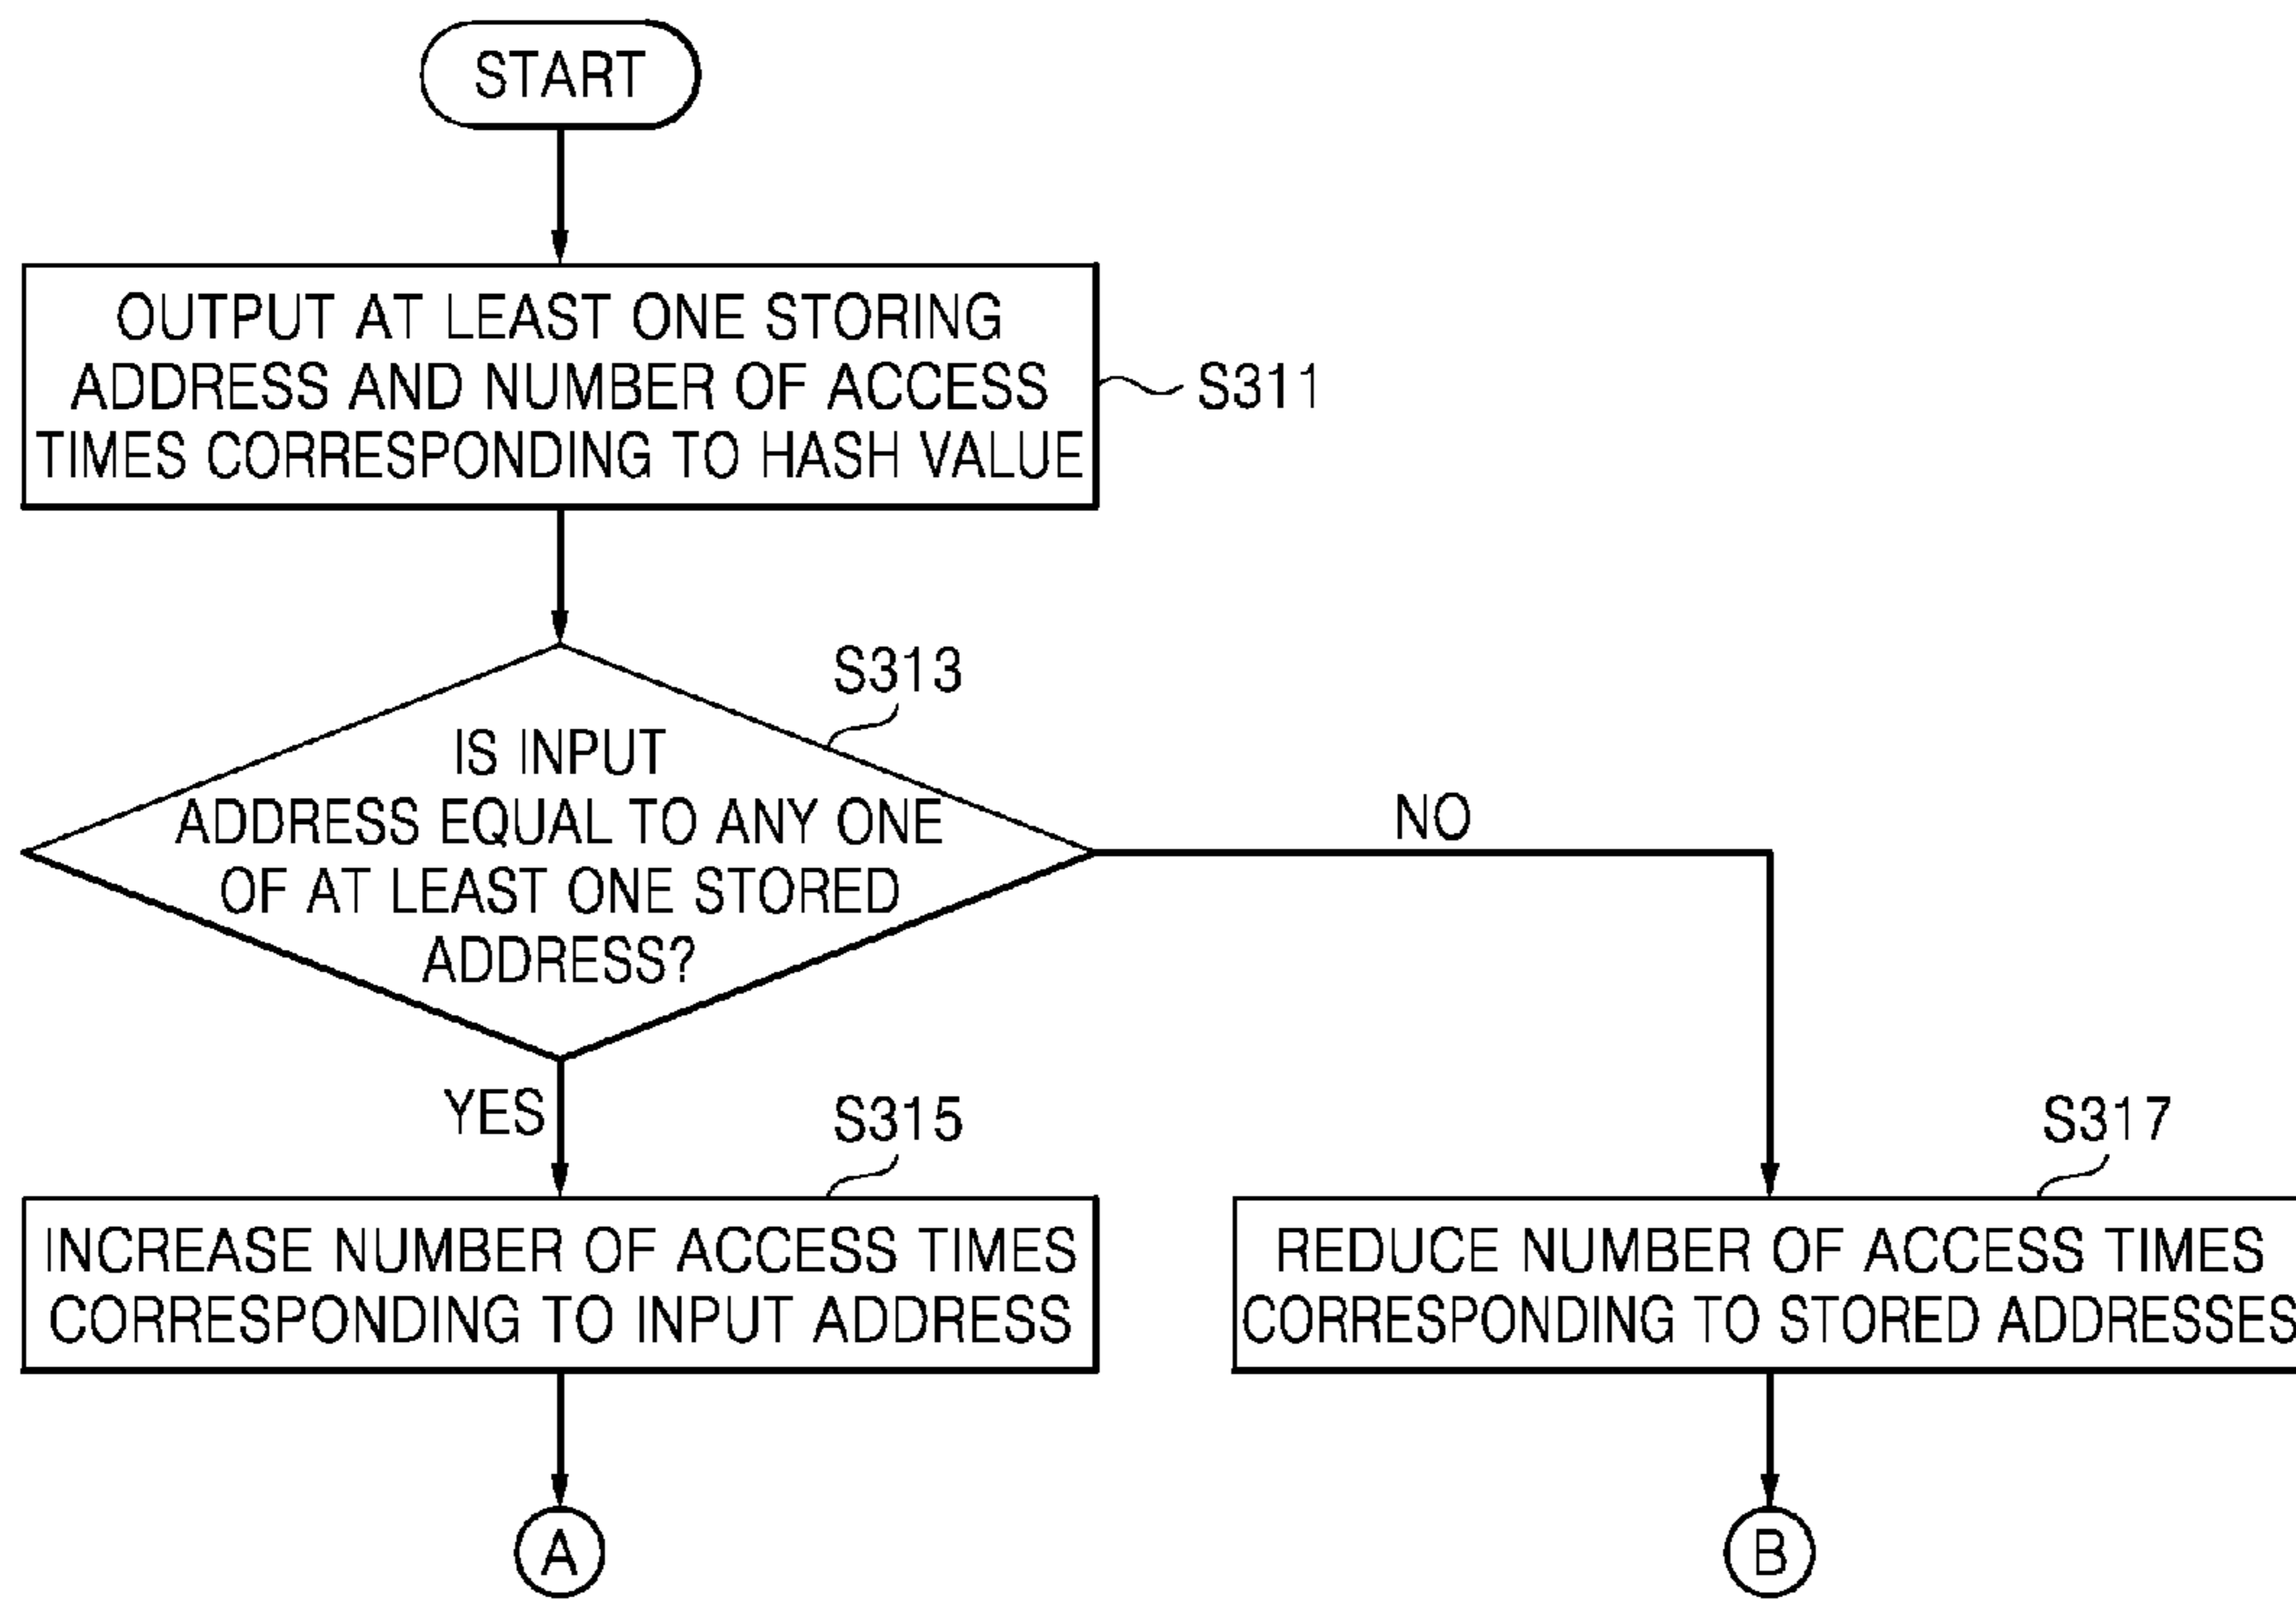 START
OUTPUT AT LEAST ONE STORING
ADDRESS AND NUMBER OF ACCESS
TIMES CORRESPONDING TO HASH VALUE
S311
S313
IS INPUT
ADDRESS EQUAL TO ANY ONE
OF AT LEAST ONE STORED
ADDRESS?
NO
YES
S315
INCREASE NUMBER OF ACCESS TIMES
CORRESPONDING TO INPUT ADDRESS
S317
REDUCE NUMBER OF ACCESS TIMES
CORRESPONDING TO STORED ADDRESSES
A
B